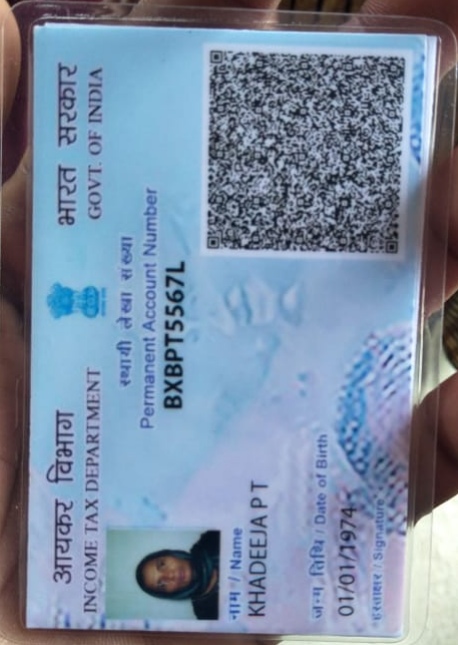 आयकर विभाग
INCOME TAX DEPARTMENT
भारत सरकार
GOVT. OF INDIA
स्थायी लेखा संख्या
Permanent Account Number
BXBPT5567L
नाम / Name
KHADEEJA P T
जन्म तिथि / Date of Birth
01/01/1974
हस्ताक्षर / Signature